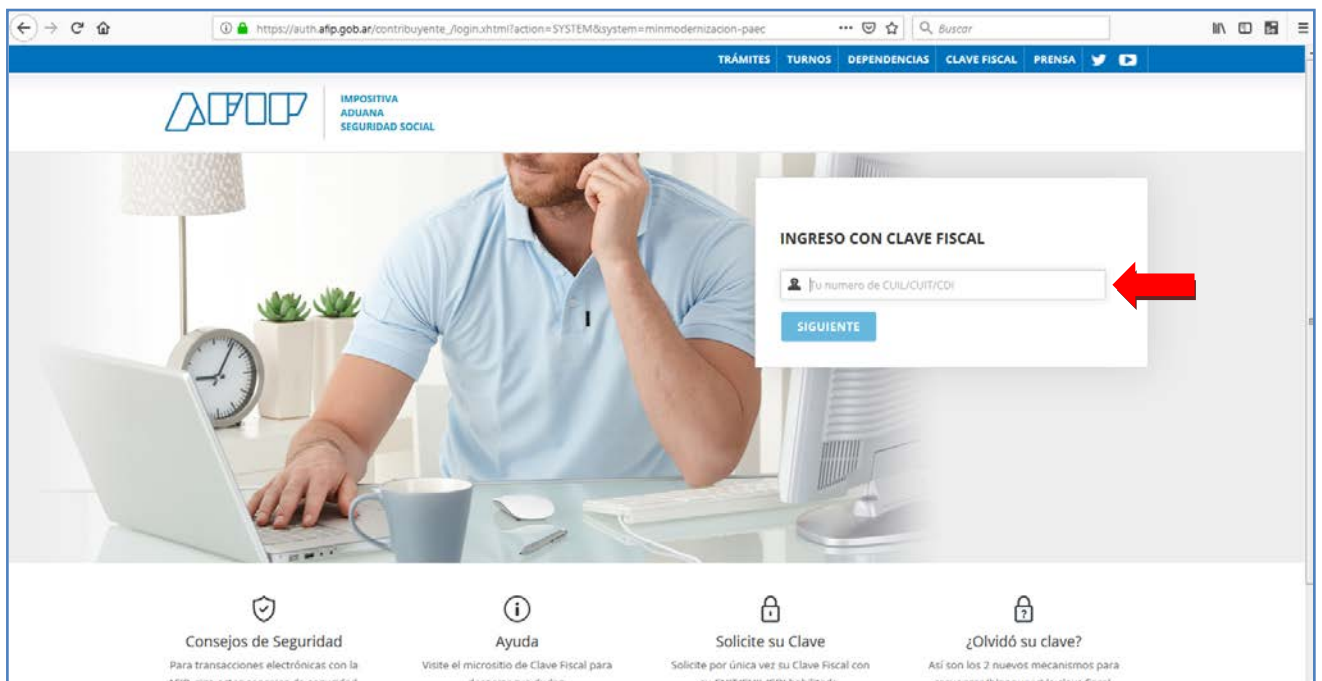 https://auth.afip.gob.ar/contribuyente_/login.xhtml?action=SYSTEM&system=minmodernizacion-paec
Buscar
TRÁMITES TURNOS DEPENDENCIAS CLAVE FISCAL PRENSA
AFIP
IMPOSITIVA
ADUANA
SEGURIDAD SOCIAL
INGRESO CON CLAVE FISCAL
Tu numero de CUIL/CUIT/CDI
SIGUIENTE
Consejos de Seguridad
Para transacciones electrónicas con la
Ayuda
Visite el micrositio de Clave Fiscal para
Solicite su Clave
Solicite por única vez su Clave Fiscal con
¿Olvidó su clave?
Así son los 2 nuevos mecanismos para